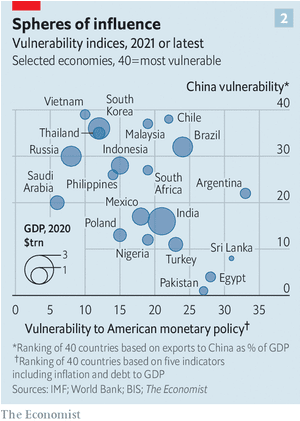 Spheres of influence
2
Vulnerability indices, 2021 or latest
Selected economies, 40=most vulnerable
China vulnerability*
40
Vietnam
South
Korea
Chile
Thailand
Malaysia
Brazil
30
Russia
Indonesia
Saudi
Arabia
Philippines
South
Africa
Argentina
20
GDP, 2020
$trn
3
1
Mexico
India
Poland
10
Nigeria
Turkey
Sri Lanka
Pakistan
Egypt
0
0 5 10 15 20 25 30 35
Vulnerability to American monetary policy†
*Ranking of 40 countries based on exports to China as % of GDP
†Ranking of 40 countries based on five indicators
including inflation and debt to GDP
Sources: IMF; World Bank; BIS; The Economist
The Economist